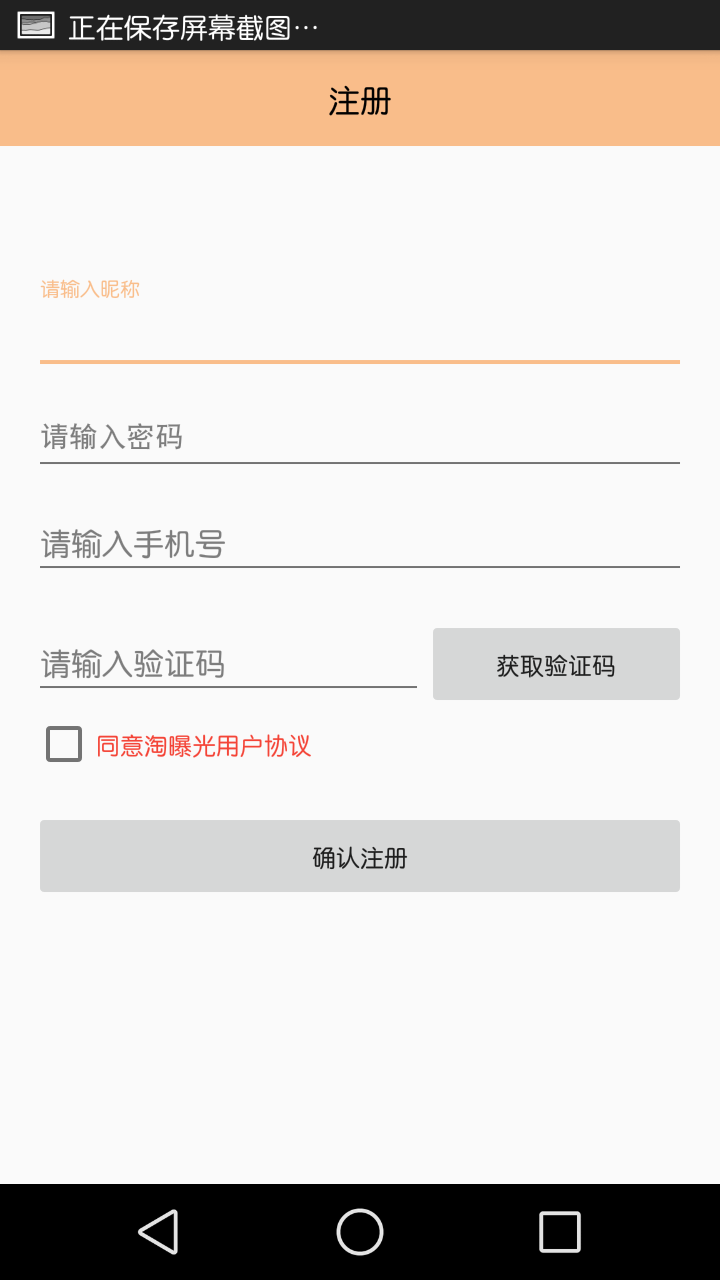 正在保存屏幕截图…
注册
请输入昵称
请输入密码
请输入手机号
请输入验证码
获取验证码
同意淘曝光用户协议
确认注册